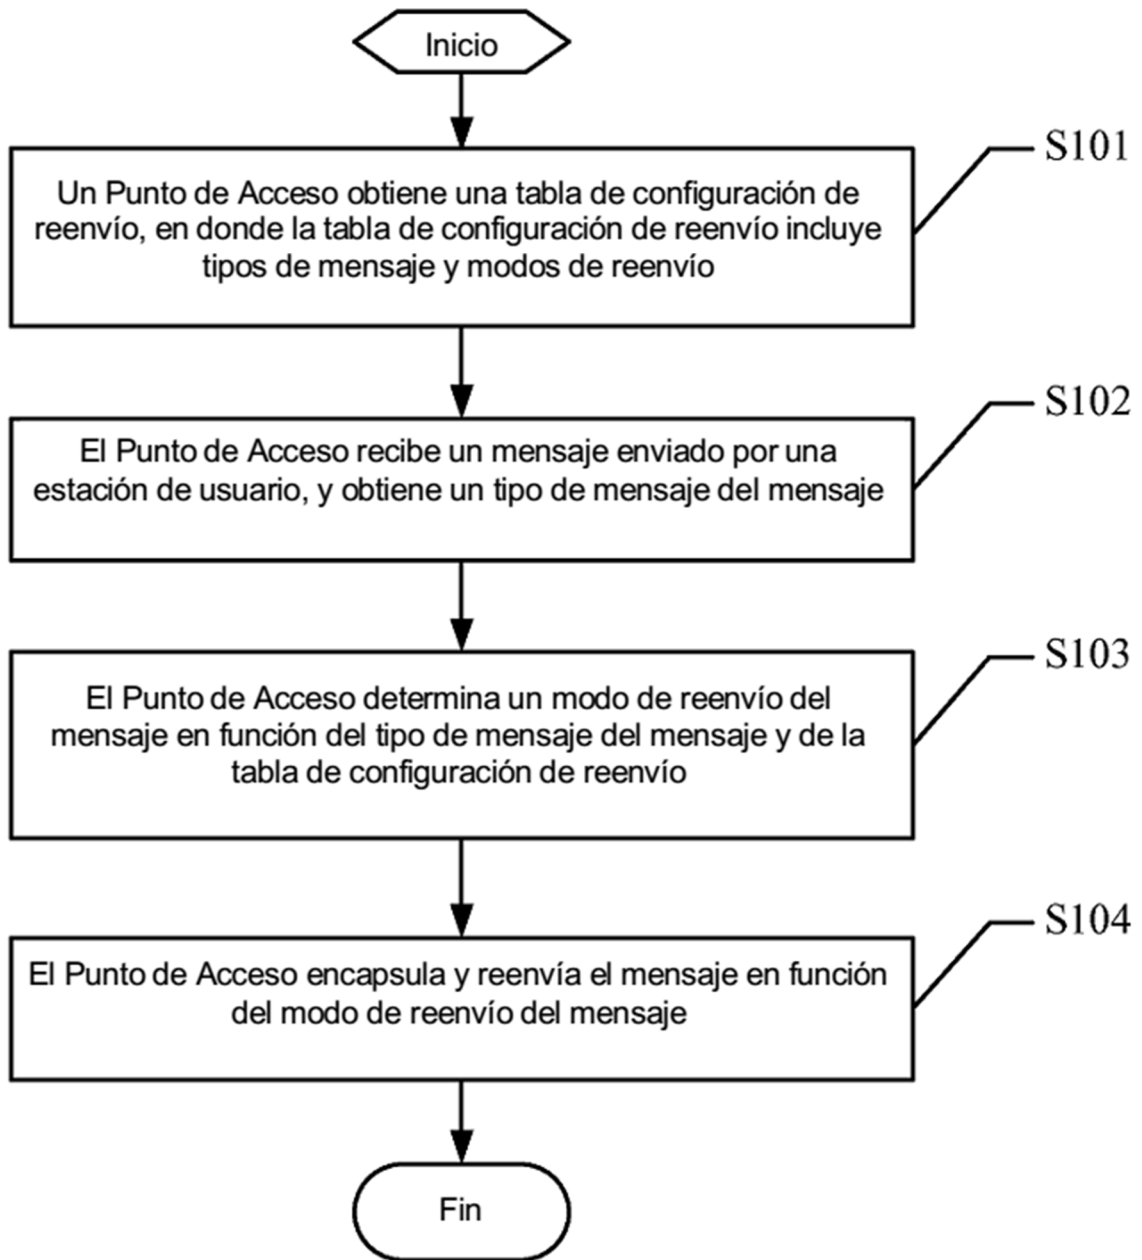 Inicio
S101
Un Punto de Acceso obtiene una tabla de configuración de
reenvío, en donde la tabla de configuración de reenvío incluye
tipos de mensaje y modos de reenvío
S102
El Punto de Acceso recibe un mensaje enviado por una
estación de usuario, y obtiene un tipo de mensaje del mensaje
S103
El Punto de Acceso determina un modo de reenvío del
mensaje en función del tipo de mensaje del mensaje y de la
tabla de configuración de reenvío
S104
El Punto de Acceso encapsula y reenvía el mensaje en función
del modo de reenvío del mensaje
Fin